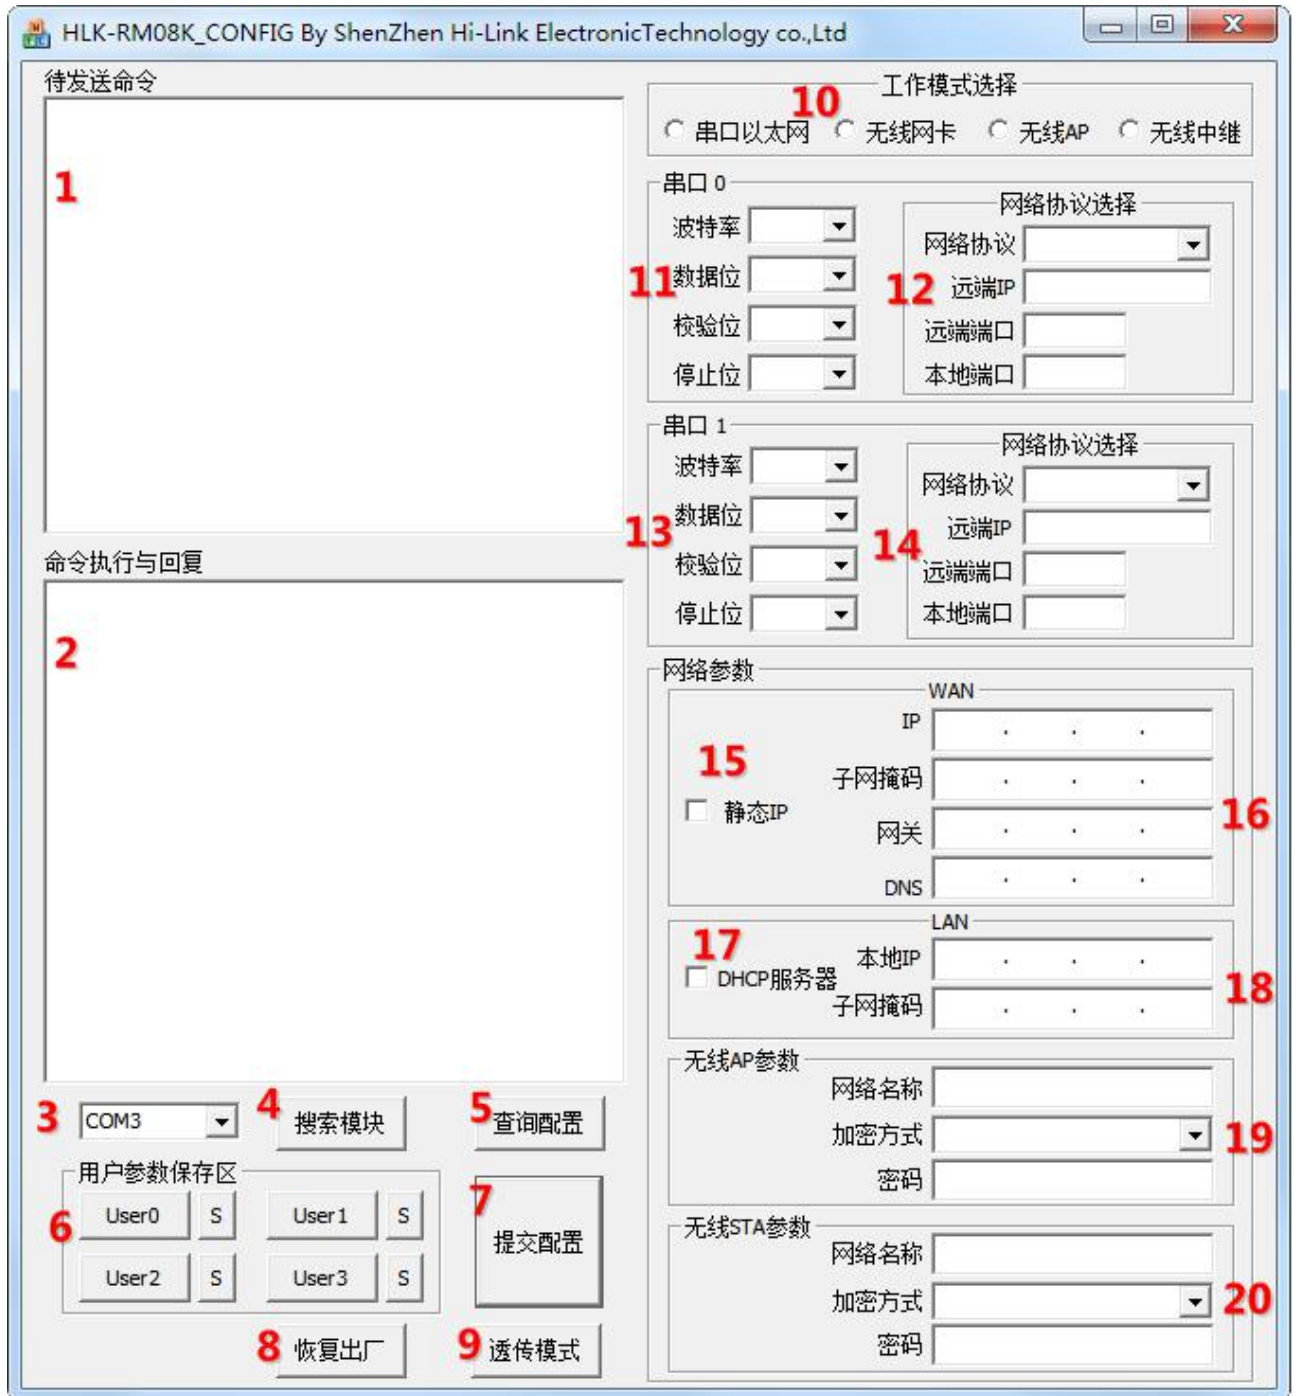 HLK-RM08K_CONFIG By ShenZhen Hi-Link ElectronicTechnology co.,Ltd
待发送命令
1
命令执行与回复
2
3 COM3 4 搜索模块 5 查询配置
用户参数保存区
6 User0 S User1 S
User2 S User3 S
7 提交配置
8 恢复出厂 9 透传模式
工作模式选择
10
串口以太网 无线网卡 无线AP 无线中继
串口 0
波特率
11 数据位
校验位
停止位
网络协议选择
网络协议
12 远端IP
远端端口
本地端口
串口 1
波特率
13 数据位
校验位
停止位
网络协议选择
网络协议
远端IP
14 远端端口
本地端口
网络参数
WAN
IP
15
子网掩码
静态IP
16
网关
DNS
LAN
17
本地IP
DHCP服务器
18
子网掩码
无线AP参数
网络名称
加密方式 19
密码
无线STA参数
网络名称
加密方式 20
密码